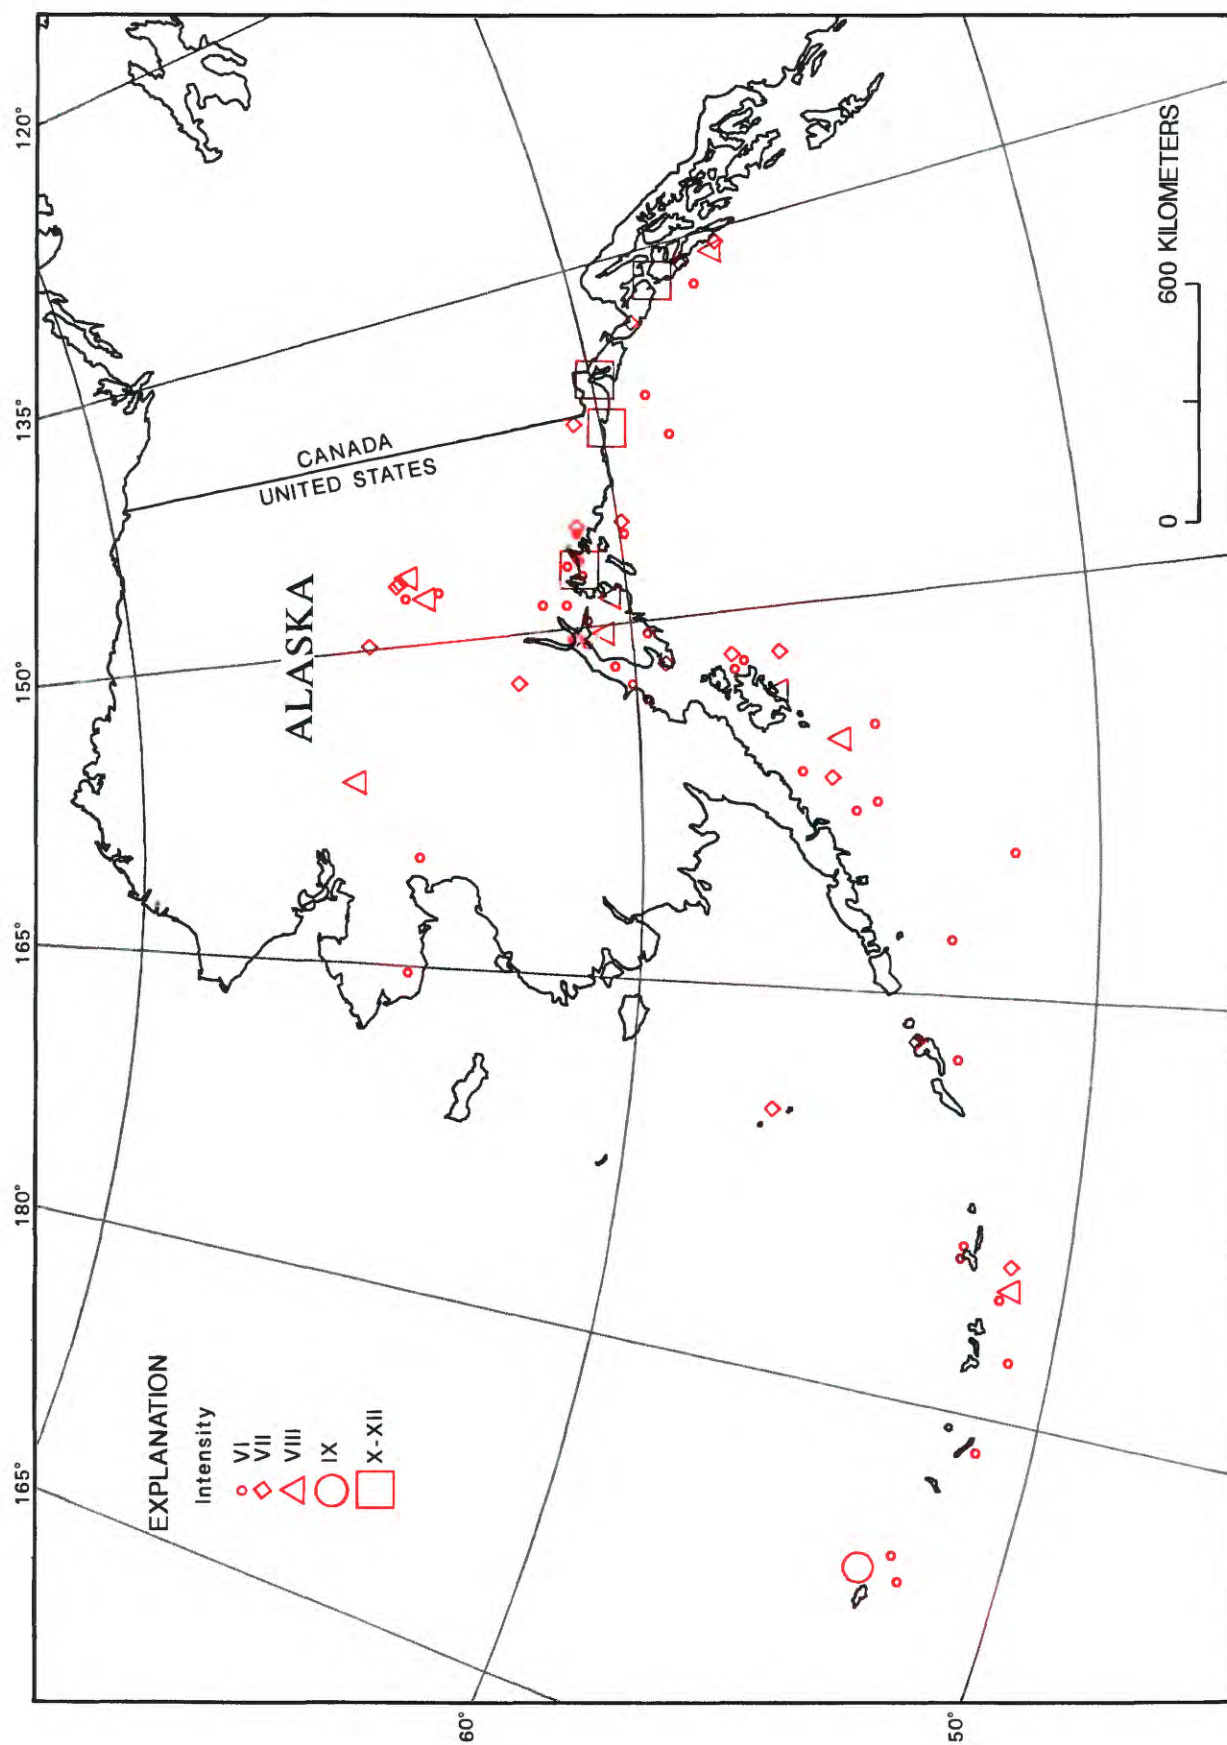 165°
180°
165°
150°
135°
120°
60°
50°
EXPLANATION
Intensity
VI
VII
VIII
IX
X-XII
ALASKA
CANADA
UNITED STATES
0
600 KILOMETERS